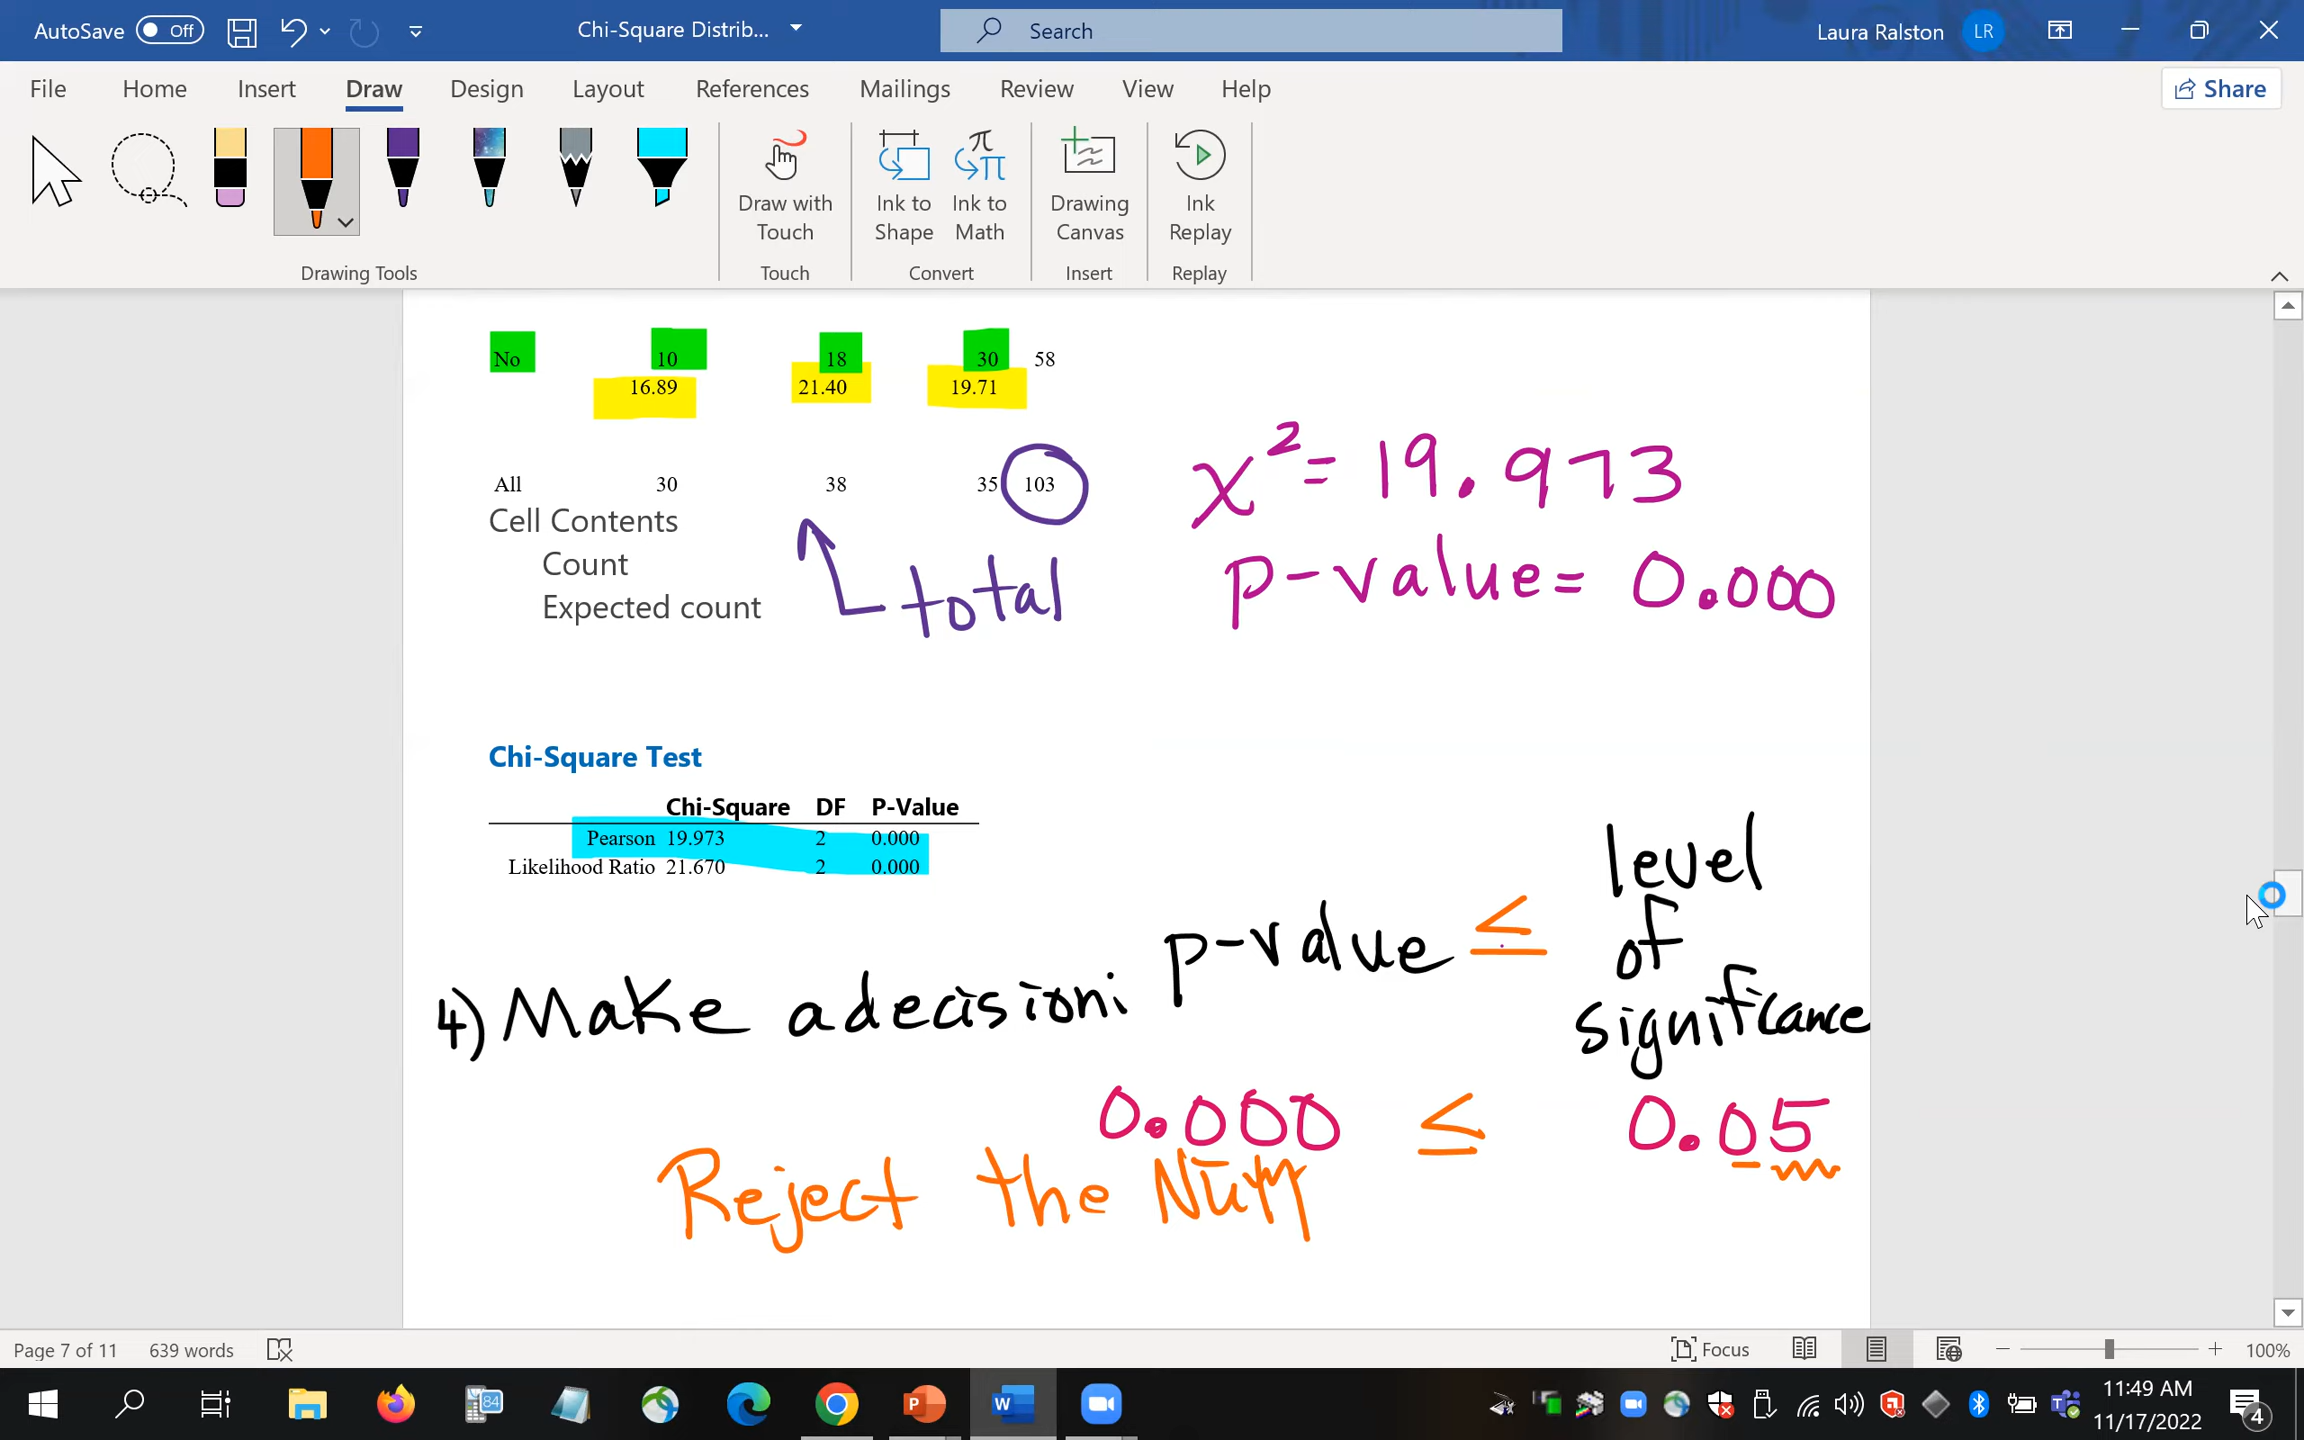 AutoSave Off Chi-Square Distrib... Search Laura Ralston LR
File Home Insert Draw Design Layout References Mailings Review View Help Share
Draw with Touch
Ink to Shape
Ink to Math
Drawing Canvas
Ink Replay
Drawing Tools Touch Convert Insert Replay
No 10 18 30 58
16.89 21.40 19.71
All 30 38 35 103
Cell Contents
Count
Expected count
total
χ²= 19.973
p-value= 0.000
Chi-Square Test
Chi-Square DF P-Value
Pearson 19.973 2 0.000
Likelihood Ratio 21.670 2 0.000
4) Make a decision: p-value ≤ level of significance
0.000 ≤ 0.05
Reject the Null
Page 7 of 11 639 words Focus 100%
84 P W 11:49 AM
11/17/2022 4